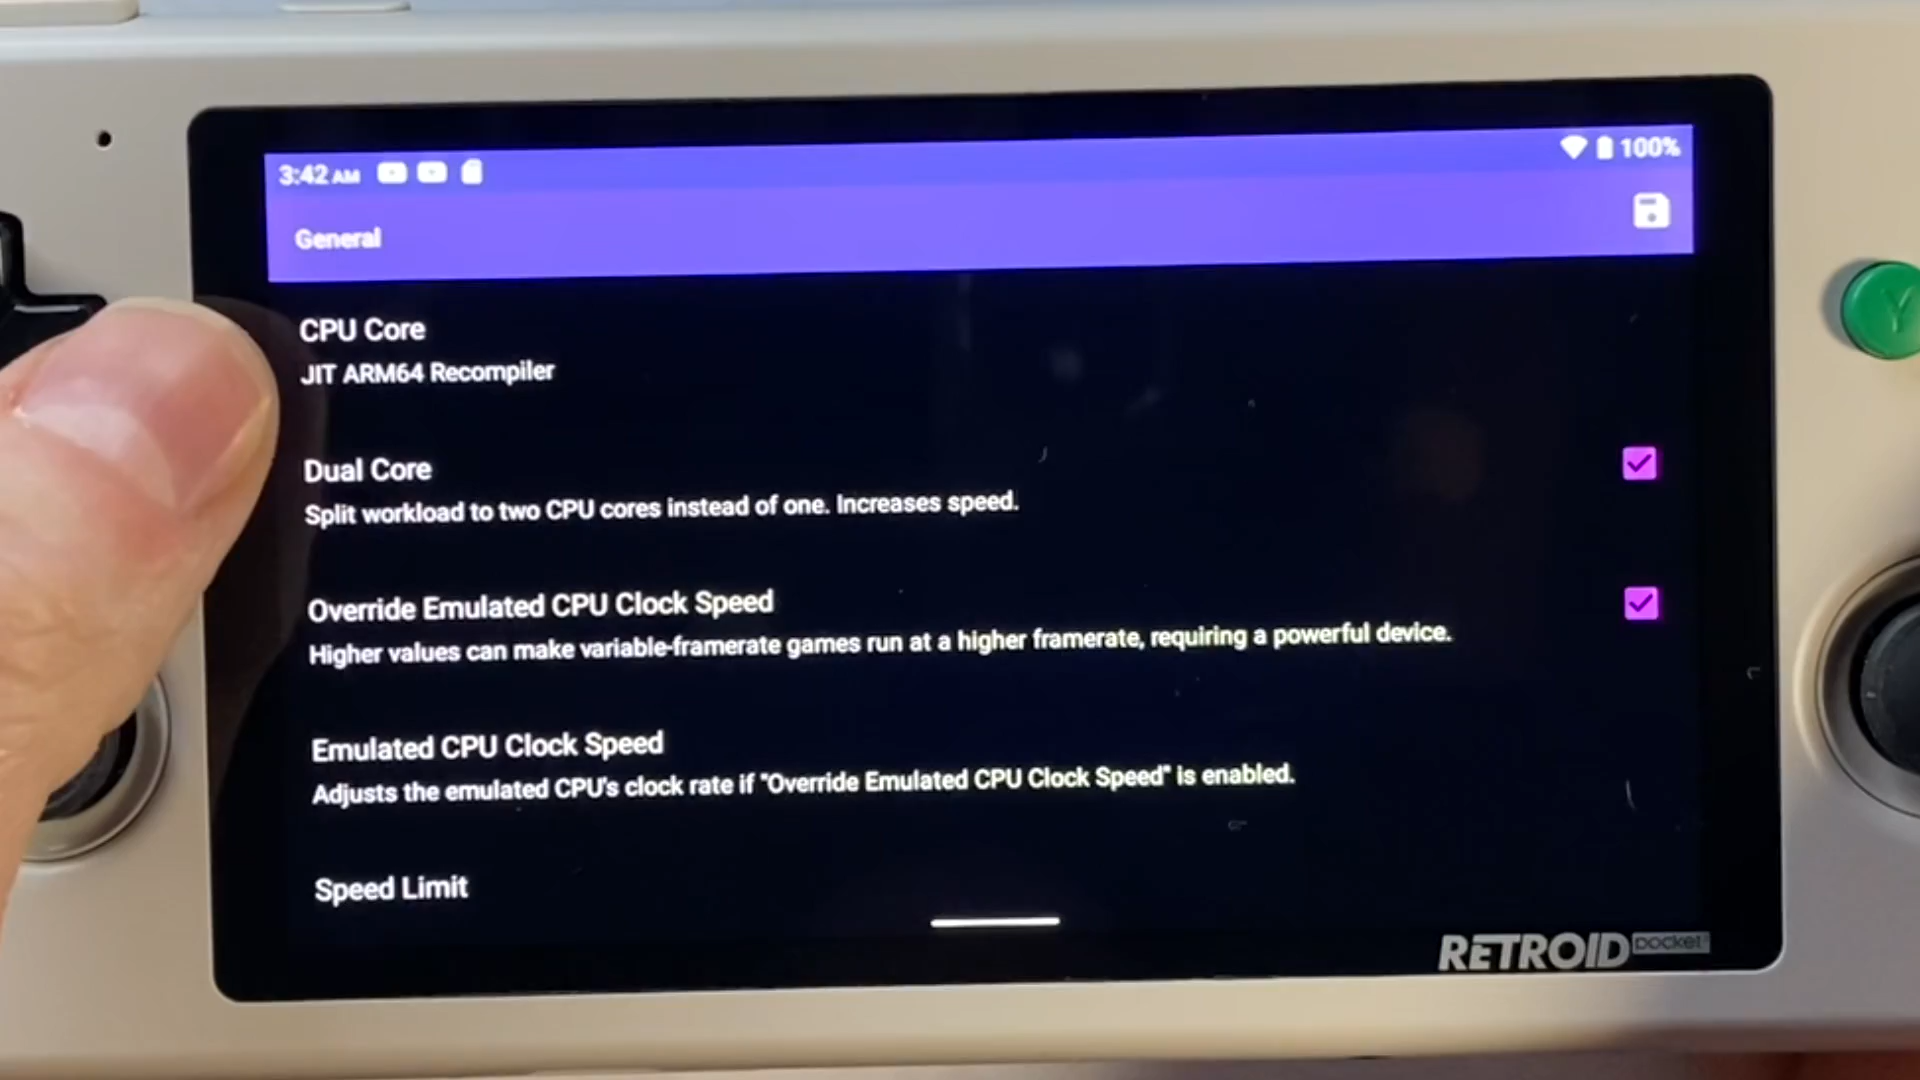 3:42 AM
100%
General
CPU Core
JIT ARM64 Recompiler
Dual Core
Split workload to two CPU cores instead of one. Increases speed.
Override Emulated CPU Clock Speed
Higher values can make variable-framerate games run at a higher framerate, requiring a powerful device.
Emulated CPU Clock Speed
Adjusts the emulated CPU's clock rate if "Override Emulated CPU Clock Speed" is enabled.
Speed Limit
RETROID pocket
Y